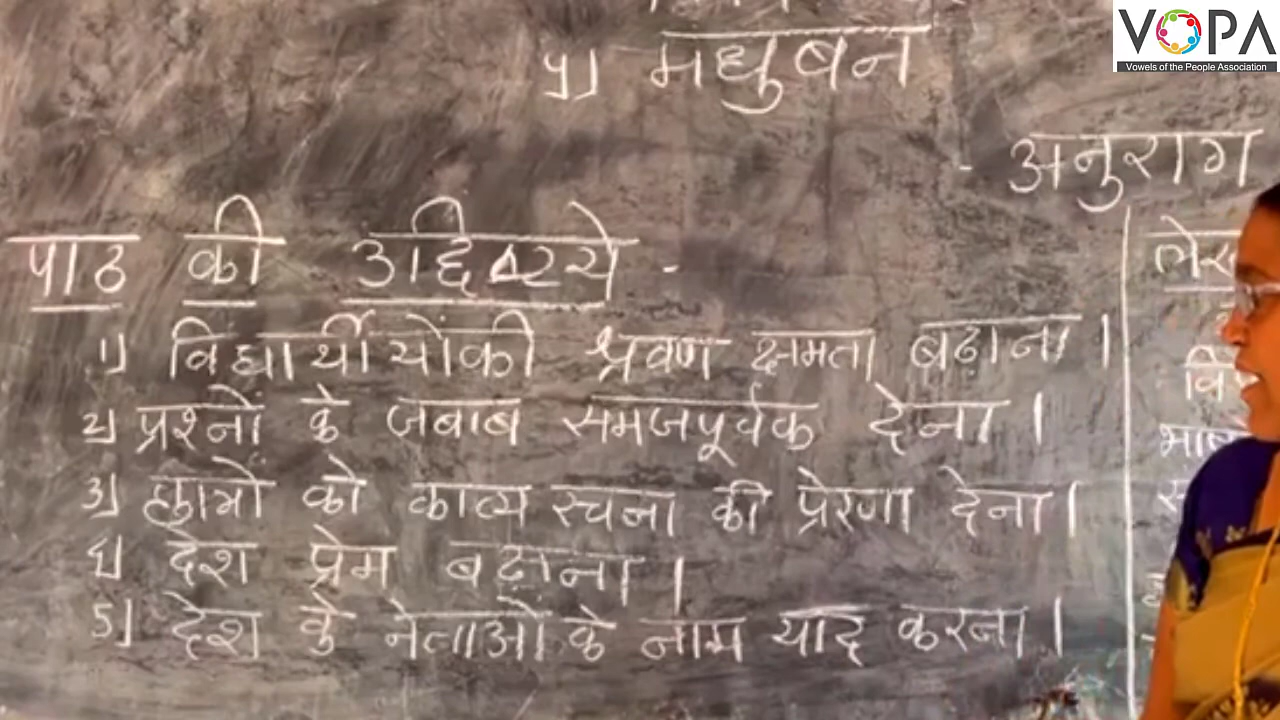 ५) मधुबन
- अनुराग
पाठ की उद्दिश्ये -
१) विद्यार्थीयोंकी श्रवण क्षमता बढ़ाना ।
२) प्रश्नों के जबाब समजपूर्वक देना ।
३) छात्रों को काव्य रचना की प्रेरणा देना ।
४) देश प्रेम बढ़ाना ।
५) देश के नेताओं के नाम याद करना ।
VOPA
Vowels of the People Association